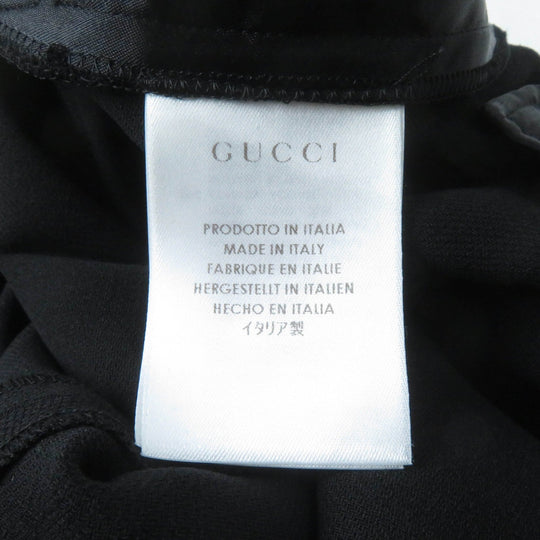 GUCCI
PRODOTTO IN ITALIA
MADE IN ITALY
FABRIQUE EN ITALIE
HERGESTELLT IN ITALIEN
HECHO EN ITALIA
イタリア製